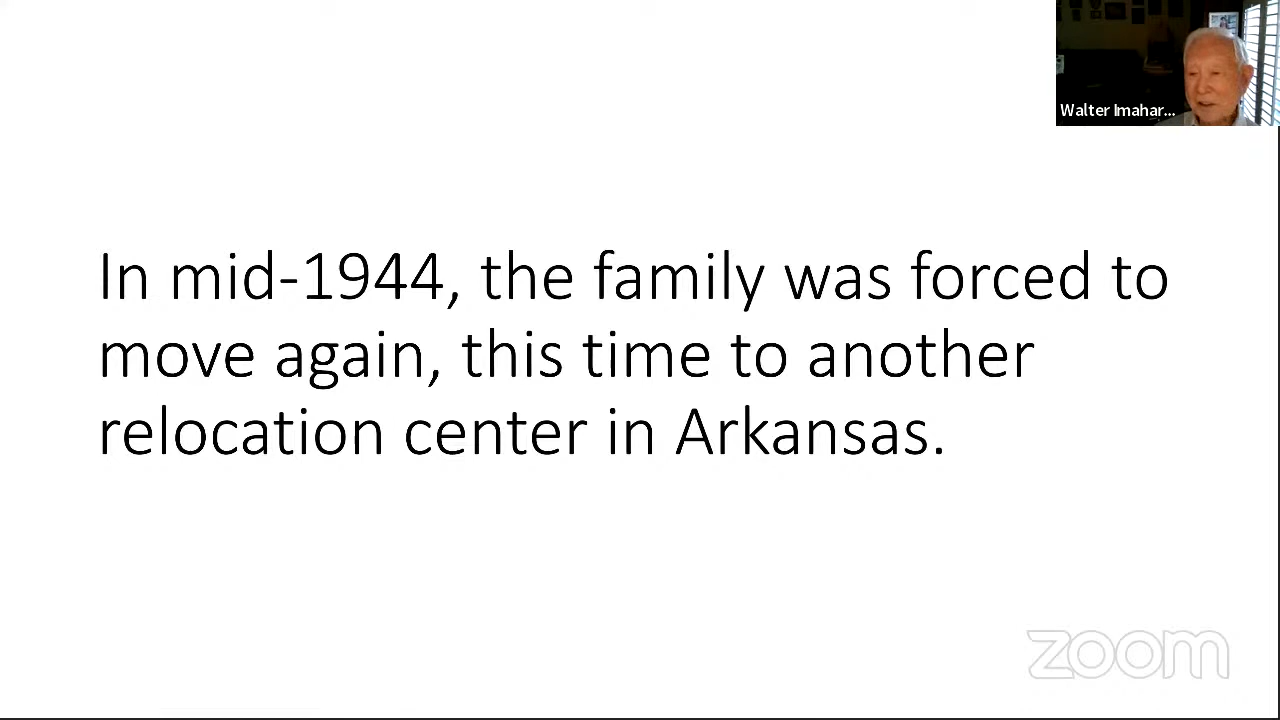 Walter Imahar...
In mid-1944, the family was forced to
move again, this time to another
relocation center in Arkansas.
zoom